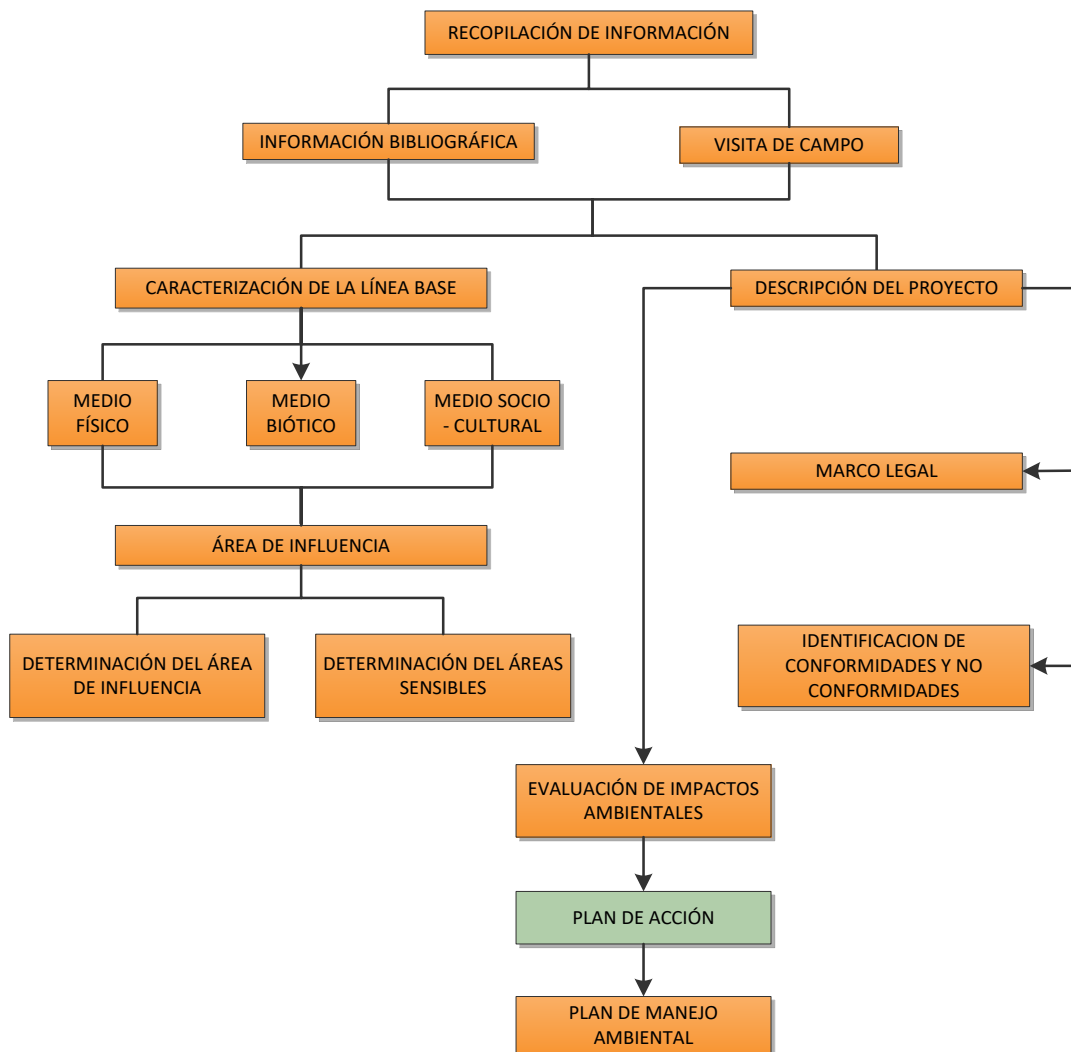 RECOPILACIÓN DE INFORMACIÓN
INFORMACIÓN BIBLIOGRÁFICA
VISITA DE CAMPO
CARACTERIZACIÓN DE LA LÍNEA BASE
DESCRIPCIÓN DEL PROYECTO
MEDIO
FÍSICO
MEDIO
BIÓTICO
MEDIO SOCIO
- CULTURAL
MARCO LEGAL
ÁREA DE INFLUENCIA
DETERMINACIÓN DEL ÁREA
DE INFLUENCIA
DETERMINACIÓN DEL ÁREAS
SENSIBLES
IDENTIFICACION DE
CONFORMIDADES Y NO
CONFORMIDADES
EVALUACIÓN DE IMPACTOS
AMBIENTALES
PLAN DE ACCIÓN
PLAN DE MANEJO
AMBIENTAL